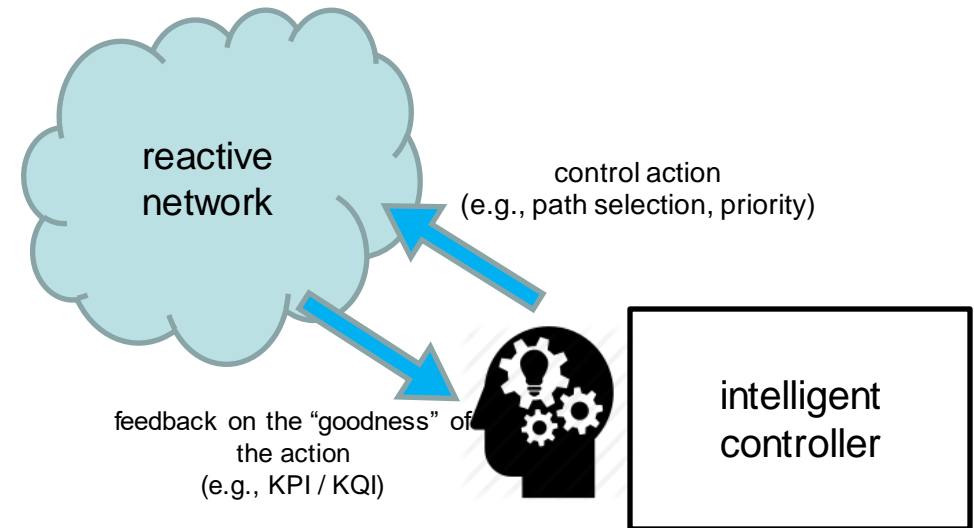 reactive
network
control action
(e.g., path selection, priority)
feedback on the “goodness” of
the action
(e.g., KPI / KQI)
intelligent
controller